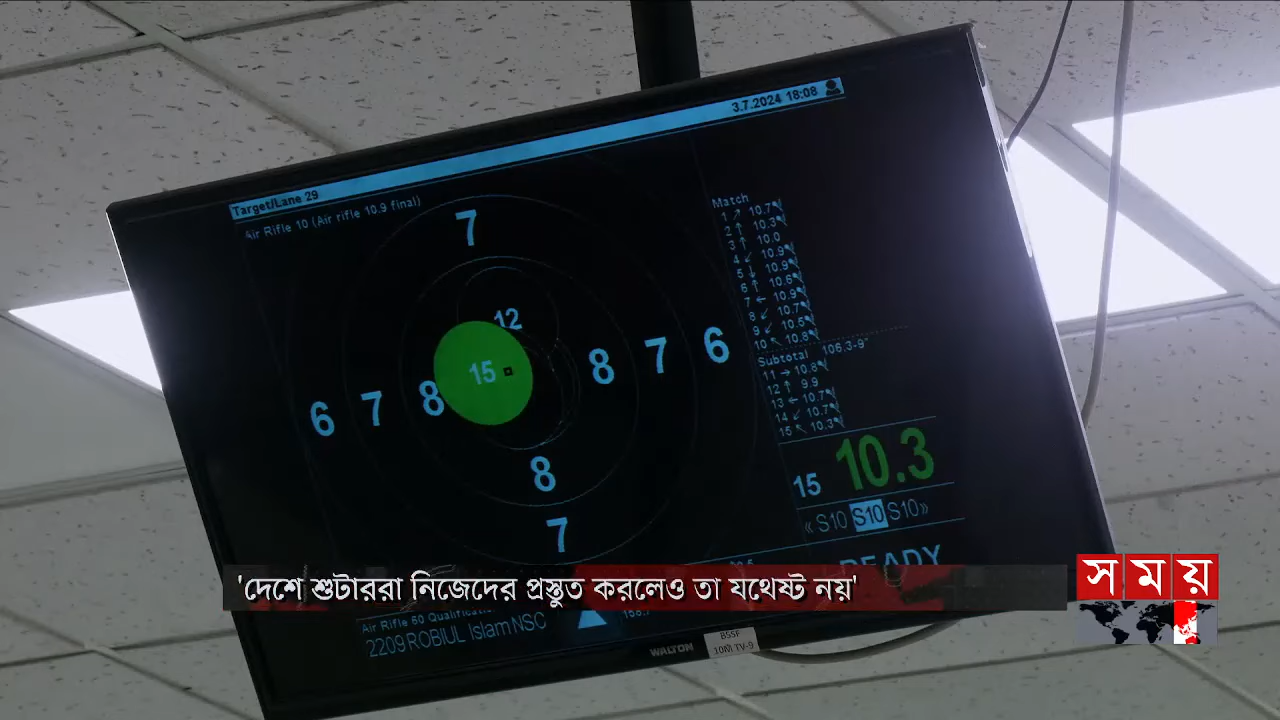 3.7.2024 18:08
Target/Lane 29
Air Rifle 10 (Air rifle 10.9 final)
7
12
15
8 7 6
6 7 8
8
7
Match
1 ↗ 10.7*
2 ↑ 10.3*
3 ↑ 10.0
4 ↙ 10.9*
5 ↓ 10.9*
6 ↑ 10.6*
7 ← 10.9*
8 ↙ 10.7*
9 ↙ 10.5*
10 ↖ 10.8*
Subtotal 106.3-9*
11 → 10.8*
12 ↑ 9.9
13 ← 10.7*
14 ↙ 10.7*
15 ↖ 10.3*
15 10.3
« S10 S10 S10 »
READY
'দেশে শুটাররা নিজেদের প্রস্তুত করলেও তা যথেষ্ট নয়'
সময়
Air Rifle 60 Qualification
2209 ROBIUL Islam NSC
WALTON
BSSF
10M TV-9